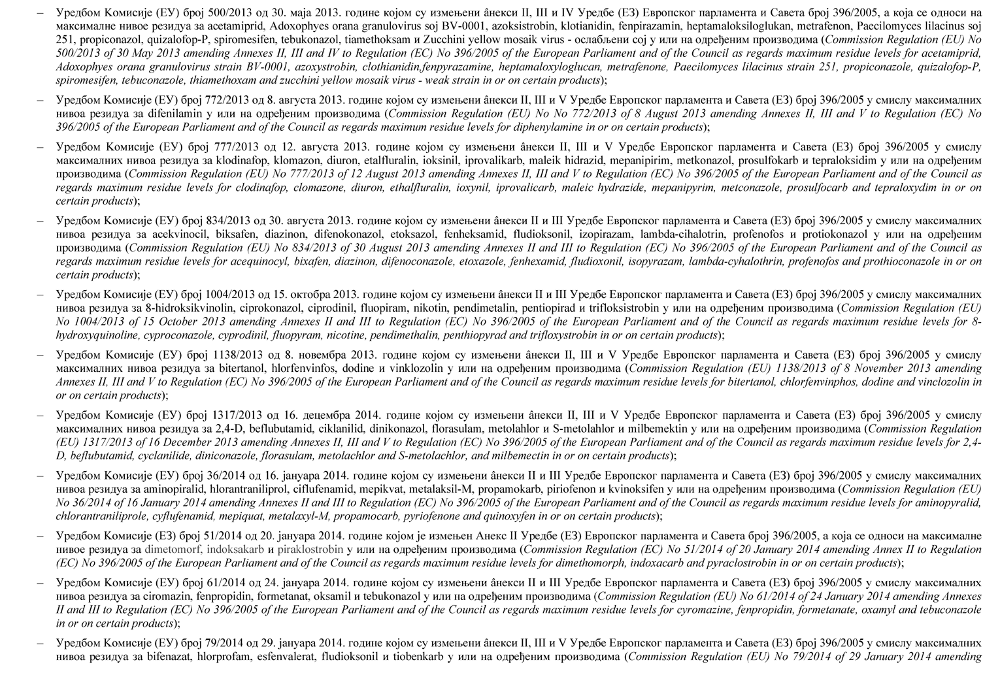 – Уредбом Комисије (ЕУ) број 500/2013 од 30. маја 2013. године којом су измењени âнекси II, III и IV Уредбе (ЕЗ) Европског парламента и Савета број 396/2005, а која се односи на
максималне нивое резидуа за acetamiprid, Adoxophyes orana granulovirus soj BV-0001, azoksistrobin, klotianidin, fenpirazamin, heptamaloksiloglukan, metrafenon, Paecilomyces lilacinus soj
251, propiconazol, quizalofop-P, spiromesifen, tebukonazol, tiamethoksam и Zucchini yellow mosaik virus - ослабљени сој у или на одређеним производима (Commission Regulation (EU) No
500/2013 of 30 May 2013 amending Annexes II, III and IV to Regulation (EC) No 396/2005 of the European Parliament and of the Council as regards maximum residue levels for acetamiprid,
Adoxophyes orana granulovirus strain BV-0001, azoxystrobin, clothianidin,fenpyrazamine, heptamaloxyloglucan, metrafenone, Paecilomyces lilacinus strain 251, propiconazole, quizalofop-P,
spiromesifen, tebuconazole, thiamethoxam and zucchini yellow mosaik virus - weak strain in or on certain products);
– Уредбом Комисије (ЕУ) број 772/2013 од 8. августа 2013. године којом су измењени âнекси II, III и V Уредбе Европског парламента и Савета (ЕЗ) број 396/2005 у смислу максималних
нивоа резидуа за difenilamin у или на одређеним производима (Commission Regulation (EU) No No 772/2013 of 8 August 2013 amending Annexes II, III and V to Regulation (EC) No
396/2005 of the European Parliament and of the Council as regards maximum residue levels for diphenylamine in or on certain products);
– Уредбом Комисије (ЕУ) број 777/2013 од 12. августа 2013. године којом су измењени âнекси II, III и V Уредбе Европског парламента и Савета (ЕЗ) број 396/2005 у смислу
максималних нивоа резидуа за klodinafop, klomazon, diuron, etalfluralin, ioksinil, iprovalikarb, maleik hidrazid, mepanipirim, metkonazol, prosulfokarb и tepraloksidim у или на одређеним
производима (Commission Regulation (EU) No 777/2013 of 12 August 2013 amending Annexes II, III and V to Regulation (EC) No 396/2005 of the European Parliament and of the Council as
regards maximum residue levels for clodinafop, clomazone, diuron, ethalfluralin, ioxynil, iprovalicarb, maleic hydrazide, mepanipyrim, metconazole, prosulfocarb and tepraloxydim in or on
certain products);
– Уредбом Комисије (ЕУ) број 834/2013 од 30. августа 2013. године којом су измењени âнекси II и III Уредбе Европског парламента и Савета (ЕЗ) број 396/2005 у смислу максималних
нивоа резидуа за acekvinocil, biksafen, diazinon, difenokonazol, etoksazol, fenheksamid, fludioksonil, izopirazam, lambda-cihalotrin, profenofos и protiokonazol у или на одређеним
производима (Commission Regulation (EU) No 834/2013 of 30 August 2013 amending Annexes II and III to Regulation (EC) No 396/2005 of the European Parliament and of the Council as
regards maximum residue levels for acequinocyl, bixafen, diazinon, difenoconazole, etoxazole, fenhexamid, fludioxonil, isopyrazam, lambda-cyhalothrin, profenofos and prothioconazole in or on
certain products);
– Уредбом Комисије (ЕУ) број 1004/2013 од 15. октобра 2013. године којом су измењени âнекси II и III Уредбе Европског парламента и Савета (ЕЗ) број 396/2005 у смислу максималних
нивоа резидуа за 8-hidroksikvinolin, ciprokonazol, ciprodinil, fluopiram, nikotin, pendimetalin, pentiopirad и trifloksistrobin у или на одређеним производима (Commission Regulation (EU)
No 1004/2013 of 15 October 2013 amending Annexes II and III to Regulation (EC) No 396/2005 of the European Parliament and of the Council as regards maximum residue levels for 8-
hydroxyquinoline, cyproconazole, cyprodinil, fluopyram, nicotine, pendimethalin, penthiopyrad and trifloxystrobin in or on certain products);
– Уредбом Комисије (ЕУ) број 1138/2013 од 8. новембра 2013. године којом су измењени âнекси II, III и V Уредбе Европског парламента и Савета (ЕЗ) број 396/2005 у смислу
максималних нивоа резидуа за bitertanol, hlorfenvinfos, dodine и vinklozolin у или на одређеним производима (Commission Regulation (EU) 1138/2013 of 8 November 2013 amending
Annexes II, III and V to Regulation (EC) No 396/2005 of the European Parliament and of the Council as regards maximum residue levels for bitertanol, chlorfenvinphos, dodine and vinclozolin in
or on certain products);
– Уредбом Комисије (ЕУ) број 1317/2013 од 16. децембра 2014. године којом су измењени âнекси II, III и V Уредбе Европског парламента и Савета (ЕЗ) број 396/2005 у смислу
максималних нивоа резидуа за 2,4-D, beflubutamid, ciklanilid, dinikonazol, florasulam, metolahlor и S-metolahlor и milbemektin у или на одређеним производима (Commission Regulation
(EU) 1317/2013 of 16 December 2013 amending Annexes II, III and V to Regulation (EC) No 396/2005 of the European Parliament and of the Council as regards maximum residue levels for 2,4-
D, beflubutamid, cyclanilide, diniconazole, florasulam, metolachlor and S-metolachlor, and milbemectin in or on certain products);
– Уредбом Комисије (ЕУ) број 36/2014 од 16. јануара 2014. године којом су измењени âнекси II и III Уредбе Европског парламента и Савета (ЕЗ) број 396/2005 у смислу максималних
нивоа резидуа за aminopiralid, hlorantraniliprol, ciflufenamid, mepikvat, metalaksil-M, propamokarb, piriofenon и kvinoksifen у или на одређеним производима (Commission Regulation (EU)
No 36/2014 of 16 January 2014 amending Annexes II and III to Regulation (EC) No 396/2005 of the European Parliament and of the Council as regards maximum residue levels for aminopyralid,
chlorantraniliprole, cyflufenamid, mepiquat, metalaxyl-M, propamocarb, pyriofenone and quinoxyfen in or on certain products);
– Уредбом Комисије (ЕЗ) број 51/2014 од 20. јануара 2014. године којом је измењен Анекс II Уредбе (ЕЗ) Европског парламента и Савета број 396/2005, а која се односи на максималне
нивое резидуа за dimetomorf, indoksakarb и piraklostrobin у или на одређеним производима (Commission Regulation (EC) No 51/2014 of 20 January 2014 amending Annex II to Regulation
(EC) No 396/2005 of the European Parliament and of the Council as regards maximum residue levels for dimethomorph, indoxacarb and pyraclostrobin in or on certain products);
– Уредбом Комисије (ЕУ) број 61/2014 од 24. јануара 2014. године којом су измењени âнекси II и III Уредбе Европског парламента и Савета (ЕЗ) број 396/2005 у смислу максималних
нивоа резидуа за ciromazin, fenpropidin, formetanat, oksamil и tebukonazol у или на одређеним производима (Commission Regulation (EU) No 61/2014 of 24 January 2014 amending Annexes
II and III to Regulation (EC) No 396/2005 of the European Parliament and of the Council as regards maximum residue levels for cyromazine, fenpropidin, formetanate, oxamyl and tebuconazole
in or on certain products);
– Уредбом Комисије (ЕУ) број 79/2014 од 29. јануара 2014. године којом су измењени âнекси II, III и V Уредбе Европског парламента и Савета (ЕЗ) број 396/2005 у смислу максималних
нивоа резидуа за bifenazat, hlorprofam, esfenvalerat, fludioksonil и tiobenkarb у или на одређеним производима (Commission Regulation (EU) No 79/2014 of 29 January 2014 amending